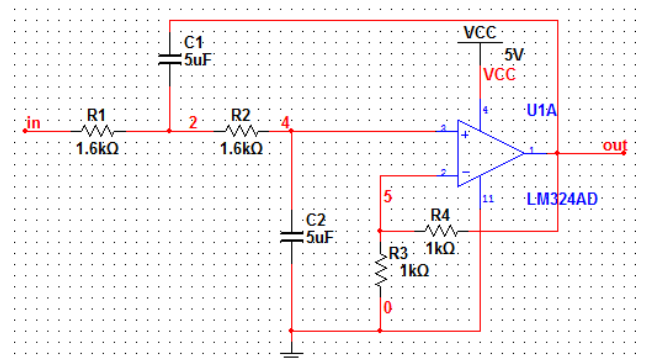 VCC
C1
5uF
5V
VCC
4
U1A
R1
R2
in
2
4
3
1
out
1.6kΩ
1.6kΩ
2
5
11
LM324AD
C2
R4
5uF
R3
1kΩ
1kΩ
0